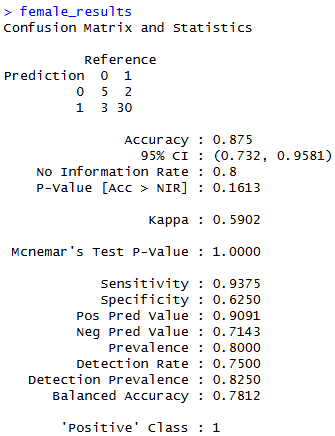 > female_results
Confusion Matrix and Statistics
Reference
Prediction 0 1
0 5 2
1 3 30
Accuracy : 0.875
95% CI : (0.732, 0.9581)
No Information Rate : 0.8
P-Value [Acc > NIR] : 0.1613
Kappa : 0.5902
Mcnemar's Test P-Value : 1.0000
Sensitivity : 0.9375
Specificity : 0.6250
Pos Pred Value : 0.9091
Neg Pred Value : 0.7143
Prevalence : 0.8000
Detection Rate : 0.7500
Detection Prevalence : 0.8250
Balanced Accuracy : 0.7812
'Positive' Class : 1